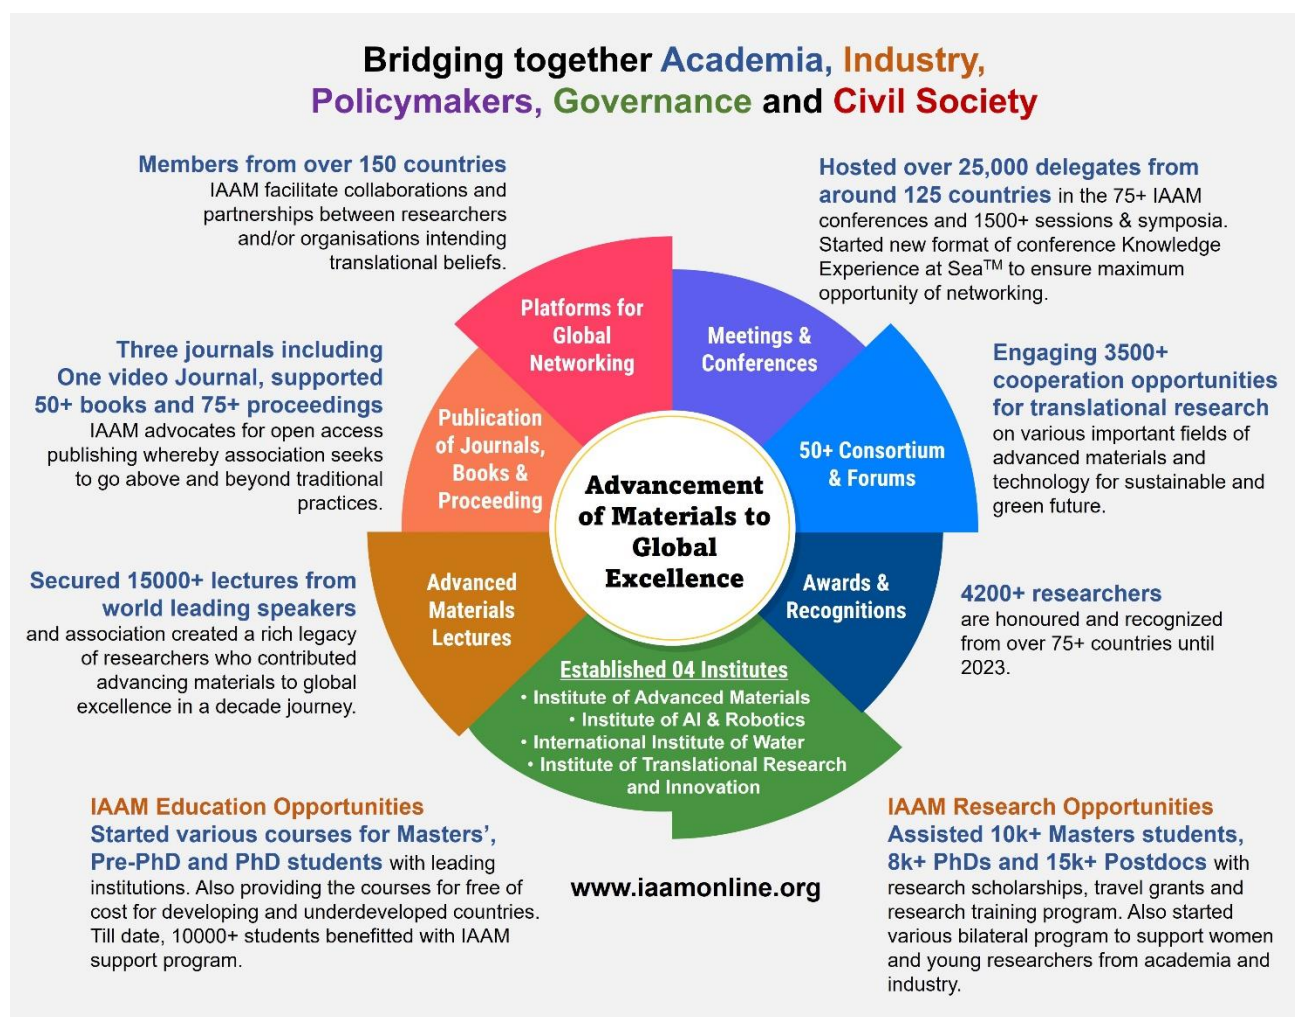 Bridging together Academia, Industry,
Policymakers, Governance and Civil Society
Members from over 150 countries
IAAM facilitate collaborations and
partnerships between researchers
and/or organisations intending
translational beliefs.
Hosted over 25,000 delegates from
around 125 countries in the 75+ IAAM
conferences and 1500+ sessions & symposia.
Started new format of conference Knowledge
Experience at Sea™ to ensure maximum
opportunity of networking.
Platforms for
Global
Networking
Meetings &
Conferences
Three journals including
One video Journal, supported
50+ books and 75+ proceedings
IAAM advocates for open access
publishing whereby association seeks
to go above and beyond traditional
practices.
Publication
of Journals,
Books &
Proceeding
50+ Consortium
& Forums
Engaging 3500+
cooperation opportunities
for translational research
on various important fields of
advanced materials and
technology for sustainable and
green future.
Advancement
of Materials to
Global
Excellence
Secured 15000+ lectures from
world leading speakers
and association created a rich legacy
of researchers who contributed
advancing materials to global
excellence in a decade journey.
Advanced
Materials
Lectures
Awards &
Recognitions
4200+ researchers
are honoured and recognized
from over 75+ countries until
2023.
Established 04 Institutes
• Institute of Advanced Materials
• Institute of AI & Robotics
• International Institute of Water
• Institute of Translational Research
and Innovation
IAAM Education Opportunities
Started various courses for Masters',
Pre-PhD and PhD students with leading
institutions. Also providing the courses for free of
cost for developing and underdeveloped countries.
Till date, 10000+ students benefitted with IAAM
support program.
www.iaamonline.org
IAAM Research Opportunities
Assisted 10k+ Masters students,
8k+ PhDs and 15k+ Postdocs with
research scholarships, travel grants and
research training program. Also started
various bilateral program to support women
and young researchers from academia and
industry.